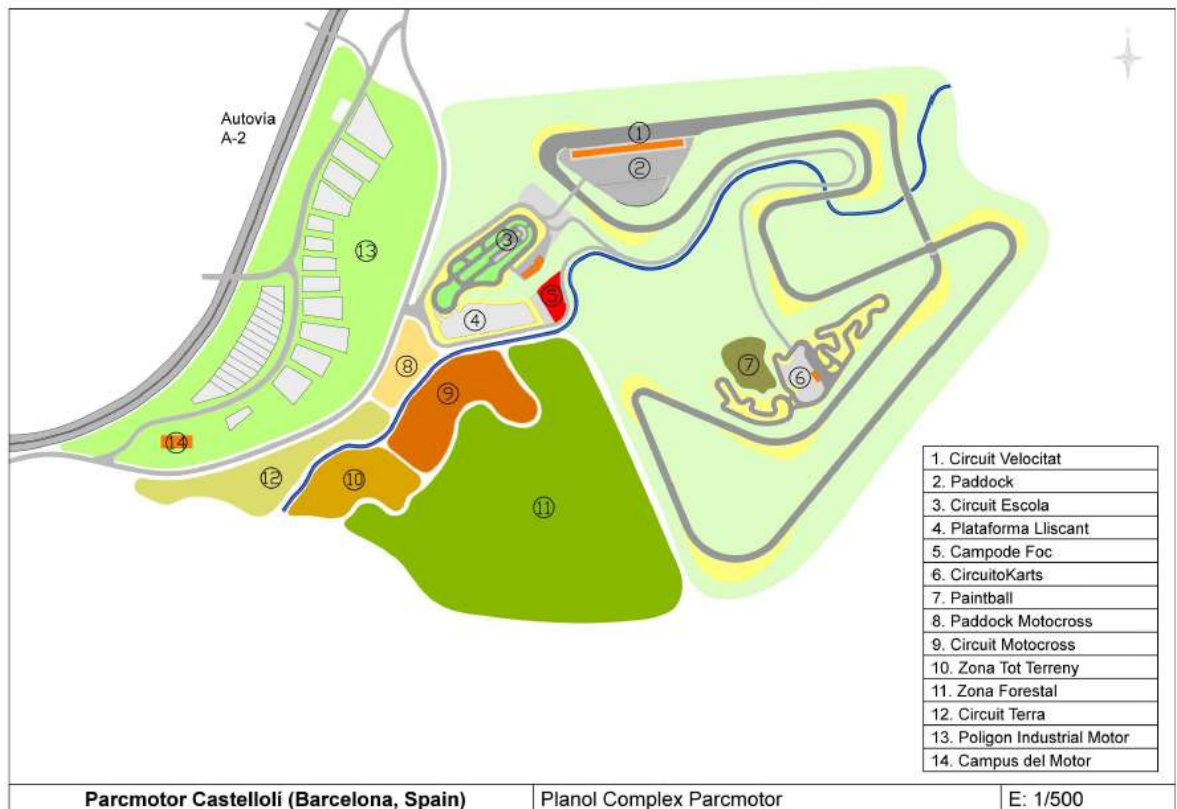 Autovía
A-2
1
2
3
13
5
4
8
7
6
9
14
12
10
11
1. Circuit Velocitat
2. Paddock
3. Circuit Escola
4. Plataforma Lliscant
5. Campode Foc
6. CircuitoKarts
7. Paintball
8. Paddock Motocross
9. Circuit Motocross
10. Zona Tot Terreny
11. Zona Forestal
12. Circuit Terra
13. Poligon Industrial Motor
14. Campus del Motor
Parcmotor Castellolí (Barcelona, Spain)
Planol Complex Parcmotor
E: 1/500